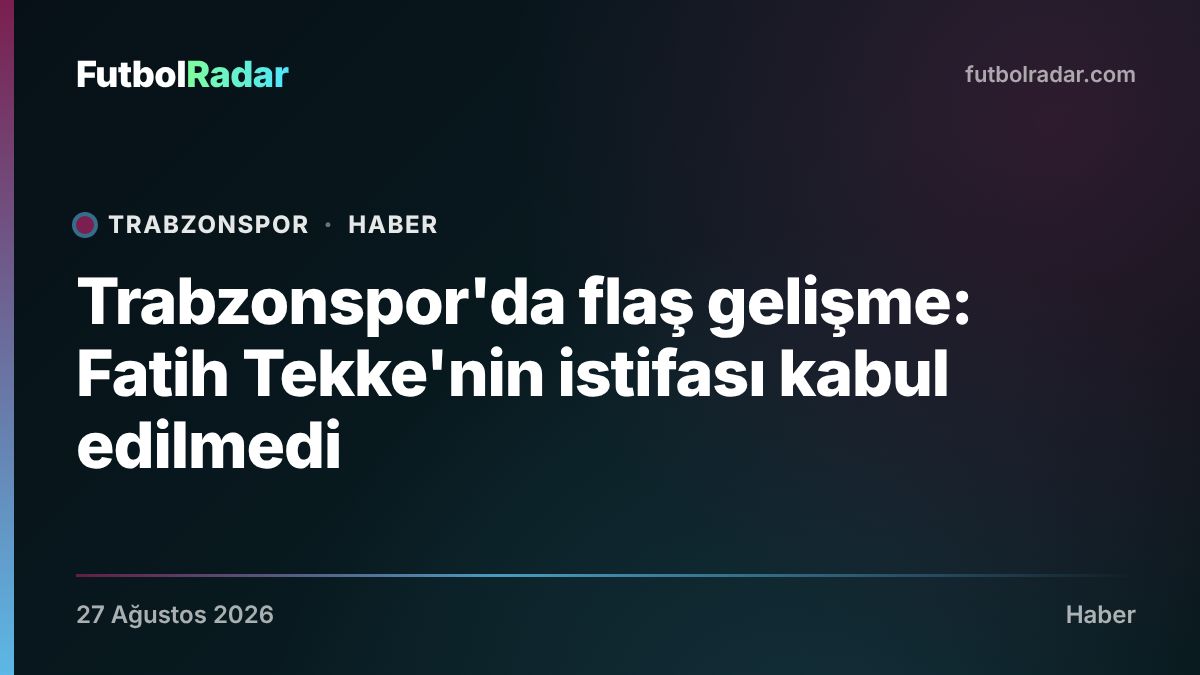 FutbolRadar
futbolradar.com
TRABZONSPOR · HABER
Trabzonspor'da flaş gelişme:
Fatih Tekke'nin istifası kabul
edilmedi
27 Ağustos 2026
Haber